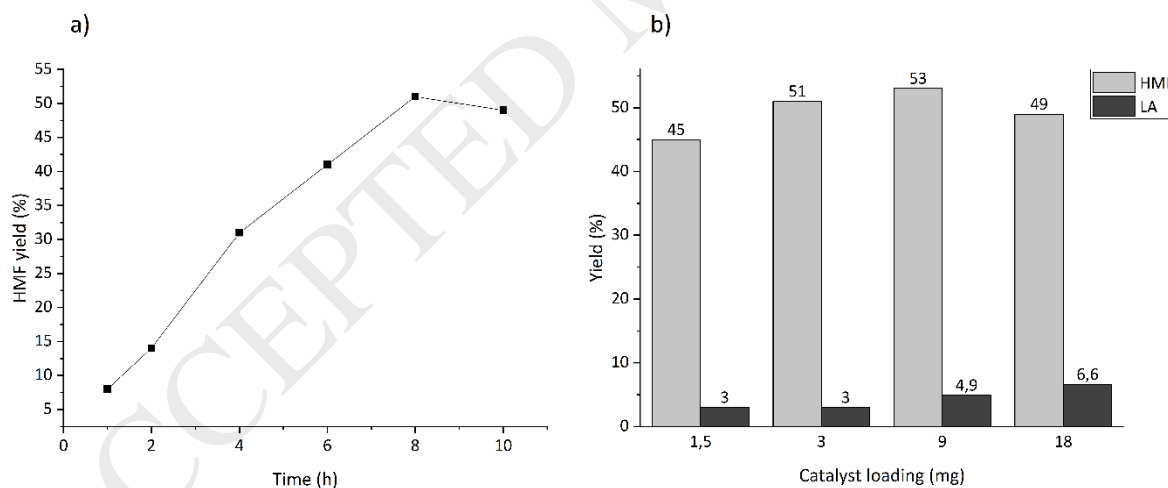 a)
HMF yield (%)
55
50
45
40
35
30
25
20
15
10
5
0 2 4 6 8 10
Time (h)
b)
Yield (%)
50
40
30
20
10
0
45 51 53 49
3 3 4,9 6,6
1,5 3 9 18
Catalyst loading (mg)
HM
LA
CCEPTED M